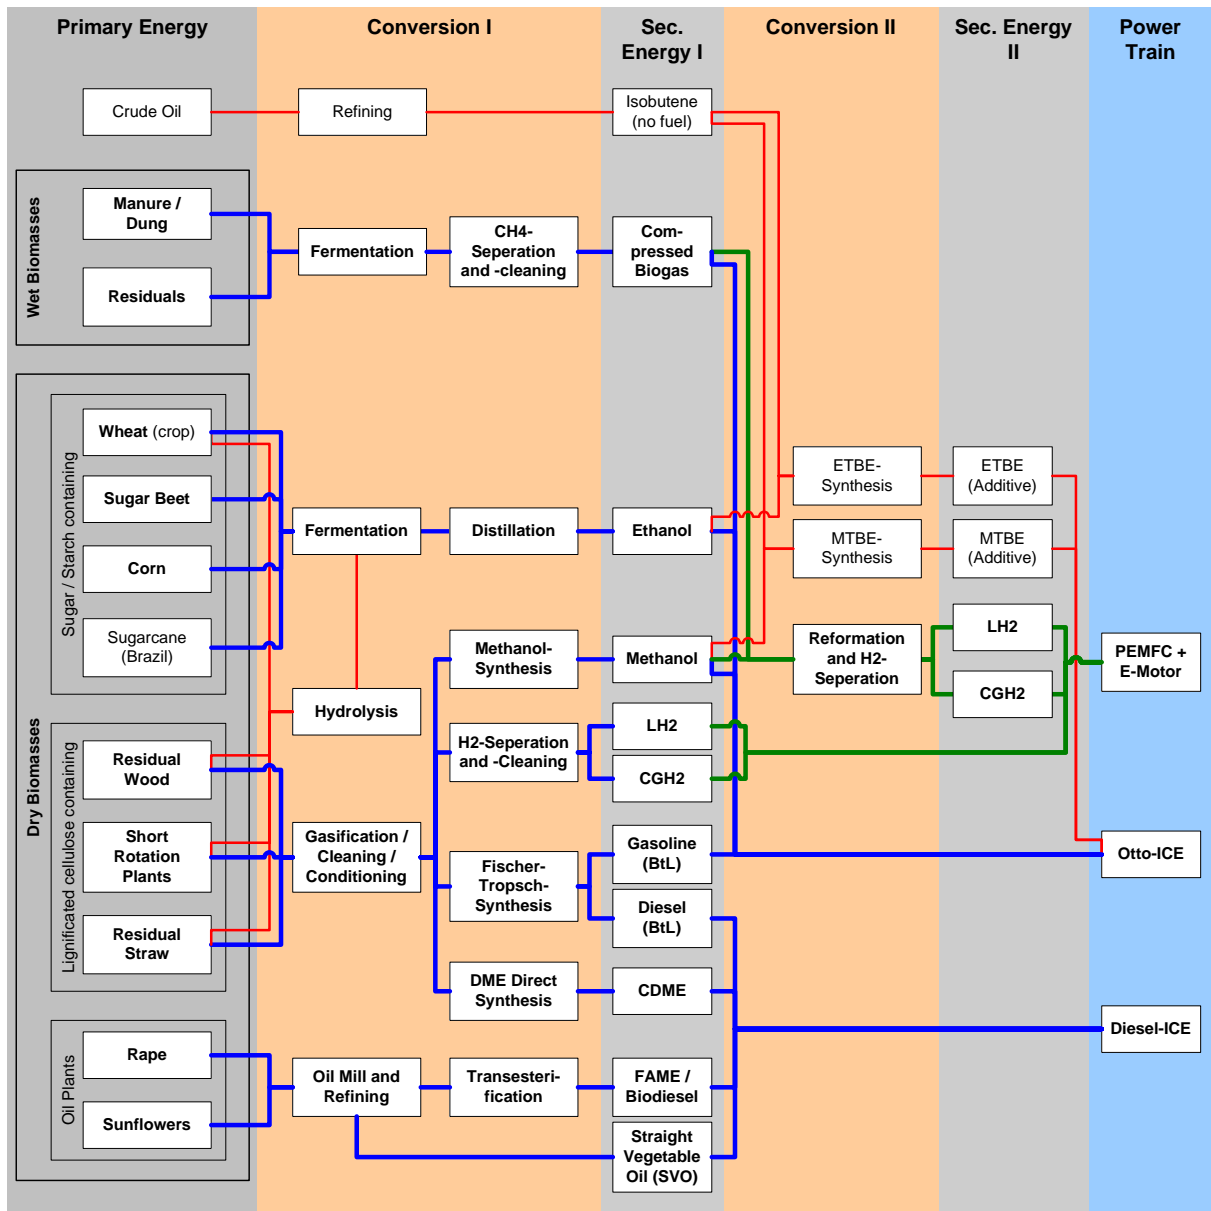 Primary Energy
Conversion I
Sec.
Energy I
Conversion II
Sec. Energy
II
Power
Train
Crude Oil
Refining
Isobutene
(no fuel)
Wet Biomasses
Manure /
Dung
Residuals
Fermentation
CH4-
Seperation
and -cleaning
Com-
pressed
Biogas
Dry Biomasses
Sugar / Starch containing
Wheat (crop)
Sugar Beet
Corn
Sugarcane
(Brazil)
Fermentation
Distillation
Ethanol
ETBE-
Synthesis
ETBE
(Additive)
MTBE-
Synthesis
MTBE
(Additive)
Methanol-
Synthesis
Methanol
Reformation
and H2-
Seperation
LH2
CGH2
PEMFC +
E-Motor
Hydrolysis
H2-Seperation
and -Cleaning
LH2
CGH2
Lignificated cellulose containing
Residual
Wood
Short
Rotation
Plants
Residual
Straw
Gasification /
Cleaning /
Conditioning
Fischer-
Tropsch-
Synthesis
Gasoline
(BtL)
Diesel
(BtL)
Otto-ICE
DME Direct
Synthesis
CDME
Diesel-ICE
Oil Plants
Rape
Sunflowers
Oil Mill and
Refining
Transesteri-
fication
FAME /
Biodiesel
Straight
Vegetable
Oil (SVO)